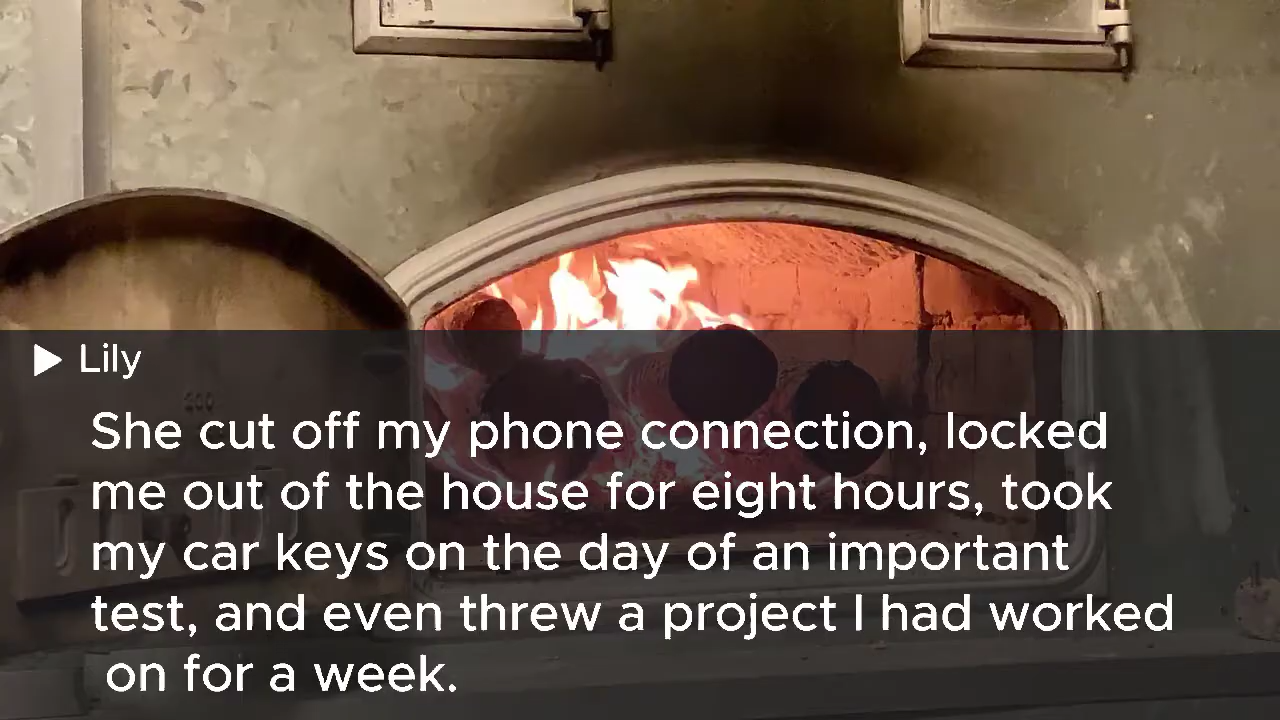 Lily
She cut off my phone connection, locked
me out of the house for eight hours, took
my car keys on the day of an important
test, and even threw a project I had worked
on for a week.